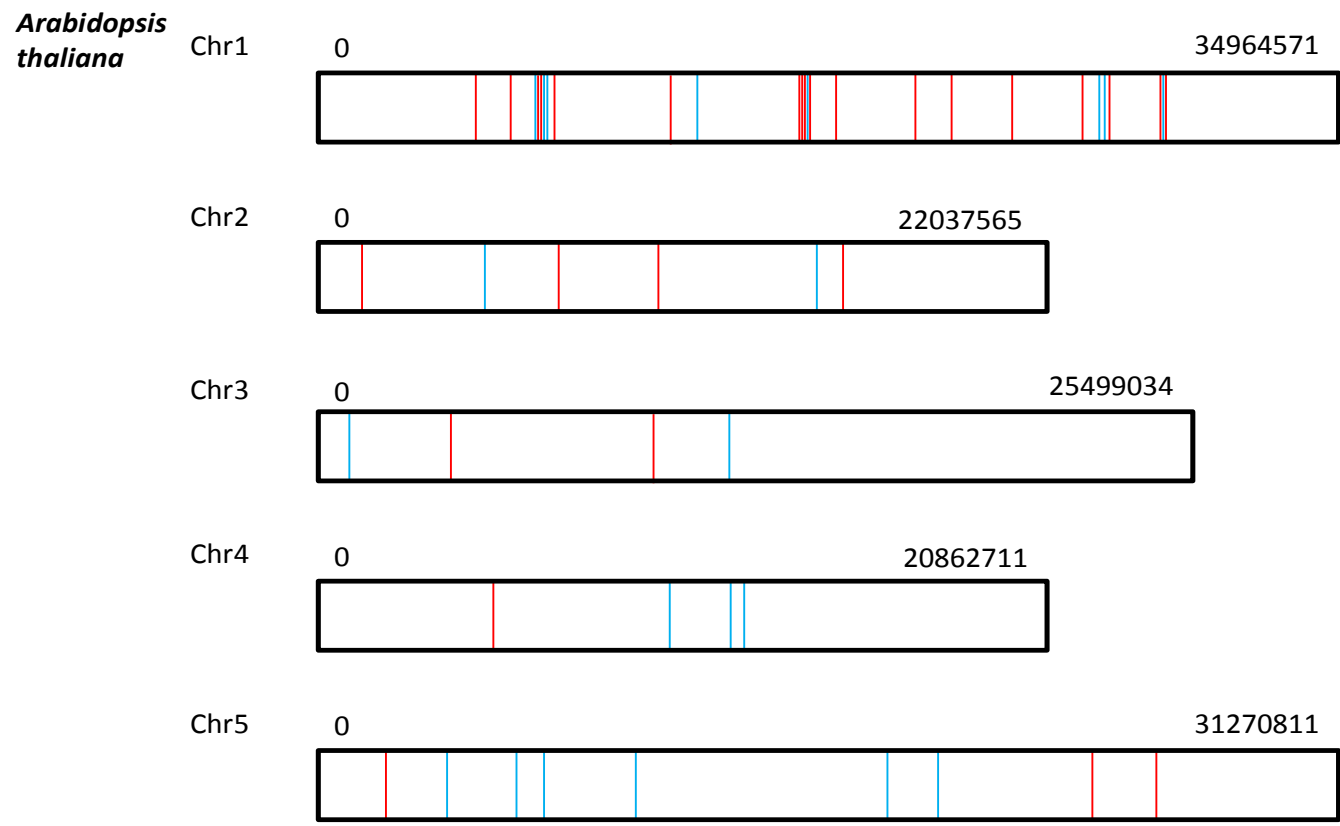 Arabidopsis
thaliana
Chr1
0
34964571
Chr2
0
22037565
Chr3
0
25499034
Chr4
0
20862711
Chr5
0
31270811